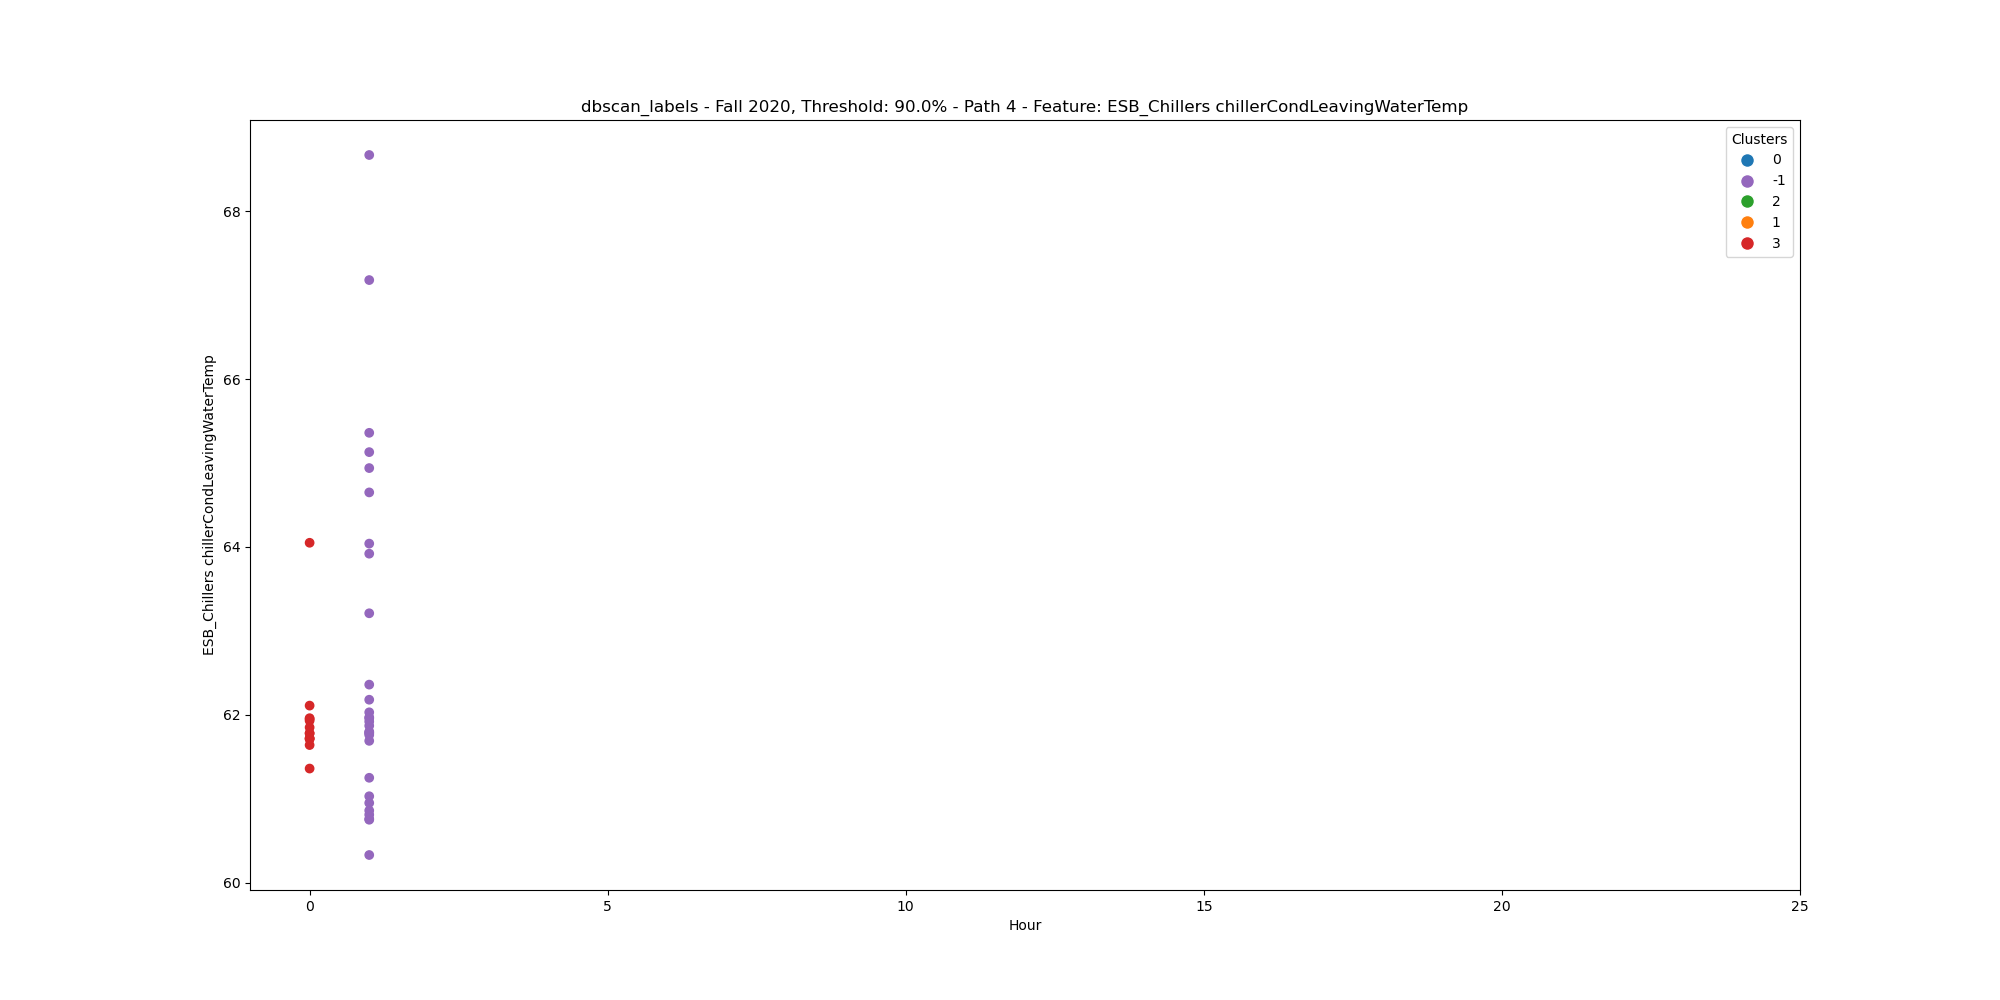 dbscan_labels - Fall 2020, Threshold: 90.0% - Path 4 - Feature: ESB_Chillers chillerCondLeavingWaterTemp
Clusters
0
-1
2
1
3
68
66
64
62
60
ESB_Chillers chillerCondLeavingWaterTemp
0 5 10 15 20 25
Hour